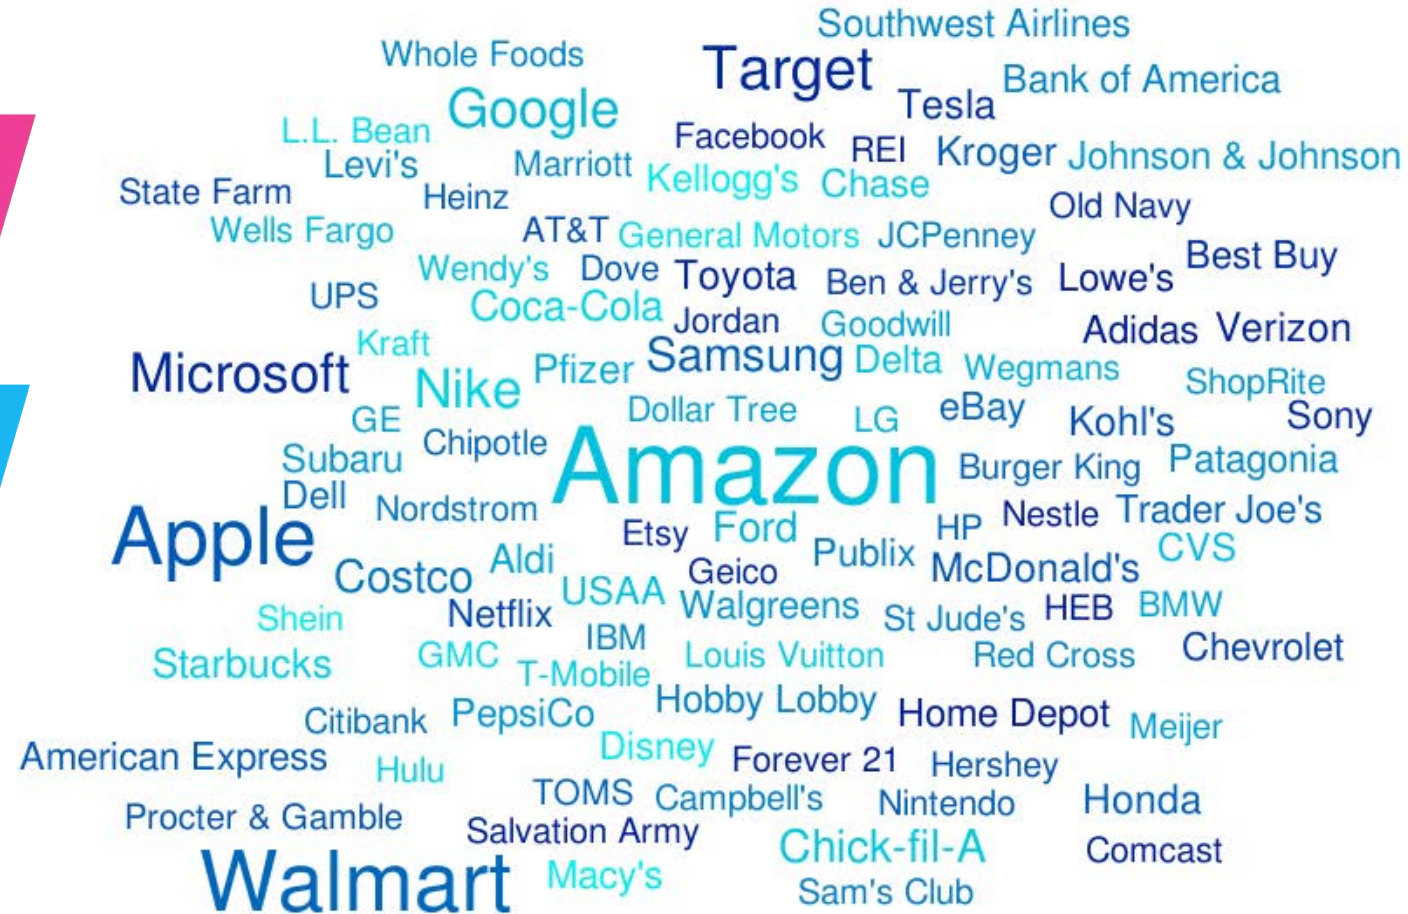 Southwest Airlines
Whole Foods
Target
Bank of America
Tesla
Google
L.L. Bean
Facebook
REI
Kroger
Johnson & Johnson
Levi's
Marriott
Kellogg's
Chase
State Farm
Heinz
Old Navy
Wells Fargo
AT&T
General Motors
JCPenney
Best Buy
Wendy's
Dove
Toyota
Ben & Jerry's
Lowe's
UPS
Coca-Cola
Jordan
Goodwill
Adidas
Verizon
Kraft
Microsoft
Nike
Pfizer
Samsung
Delta
Wegmans
ShopRite
GE
Dollar Tree
LG
eBay
Kohl's
Sony
Subaru
Chipotle
Amazon
Burger King
Patagonia
Dell
Nordstrom
Apple
Etsy
Ford
HP
Nestle
Trader Joe's
Costco
Aldi
Geico
Publix
McDonald's
CVS
Shein
Netflix
USAA
Walgreens
St Jude's
HEB
BMW
IBM
Starbucks
GMC
T-Mobile
Louis Vuitton
Red Cross
Chevrolet
Citibank
PepsiCo
Hobby Lobby
Home Depot
Meijer
American Express
Hulu
Disney
Forever 21
Hershey
TOMS
Campbell's
Nintendo
Honda
Procter & Gamble
Salvation Army
Chick-fil-A
Comcast
Walmart
Macy's
Sam's Club